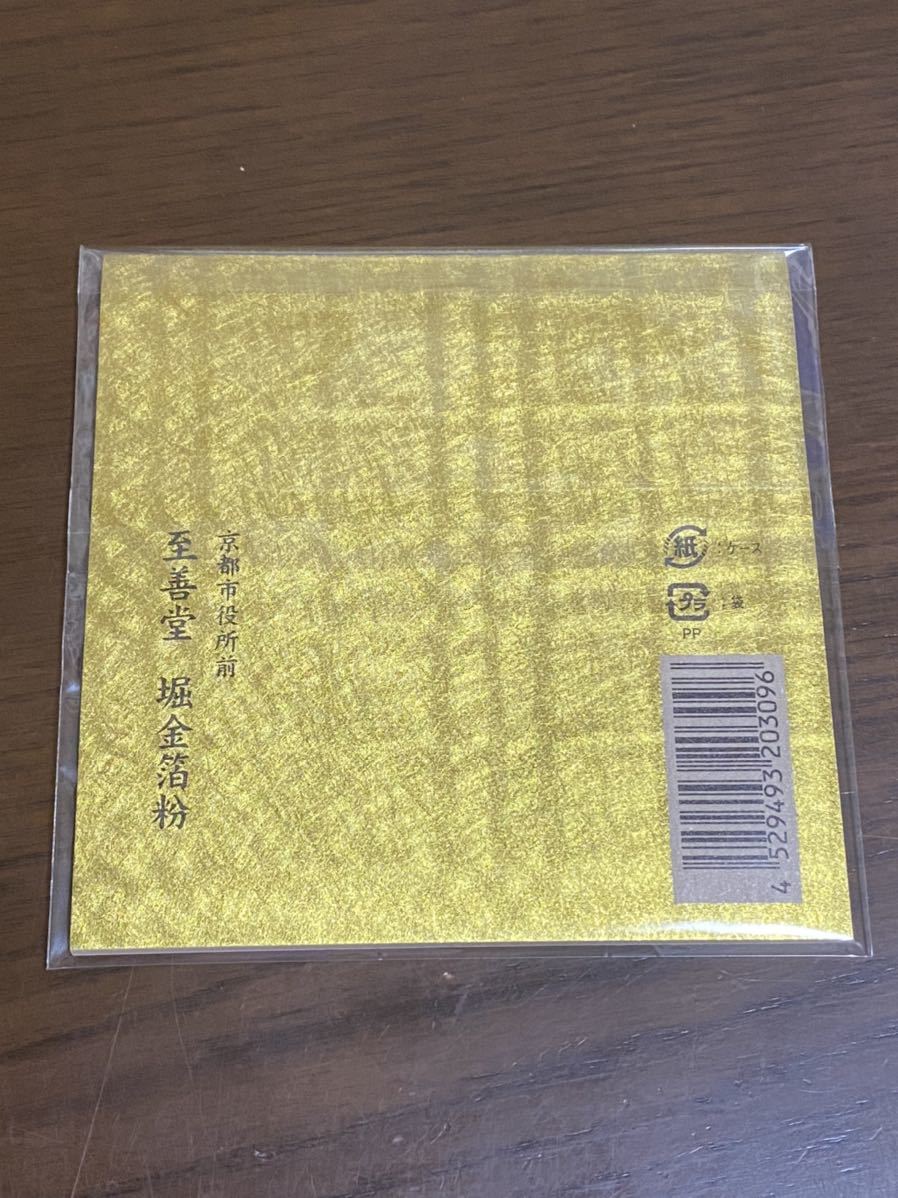 京都市役所前
至善堂 堀金箔粉
紙 :ケース
プラ :袋
PP
4 529493 203096